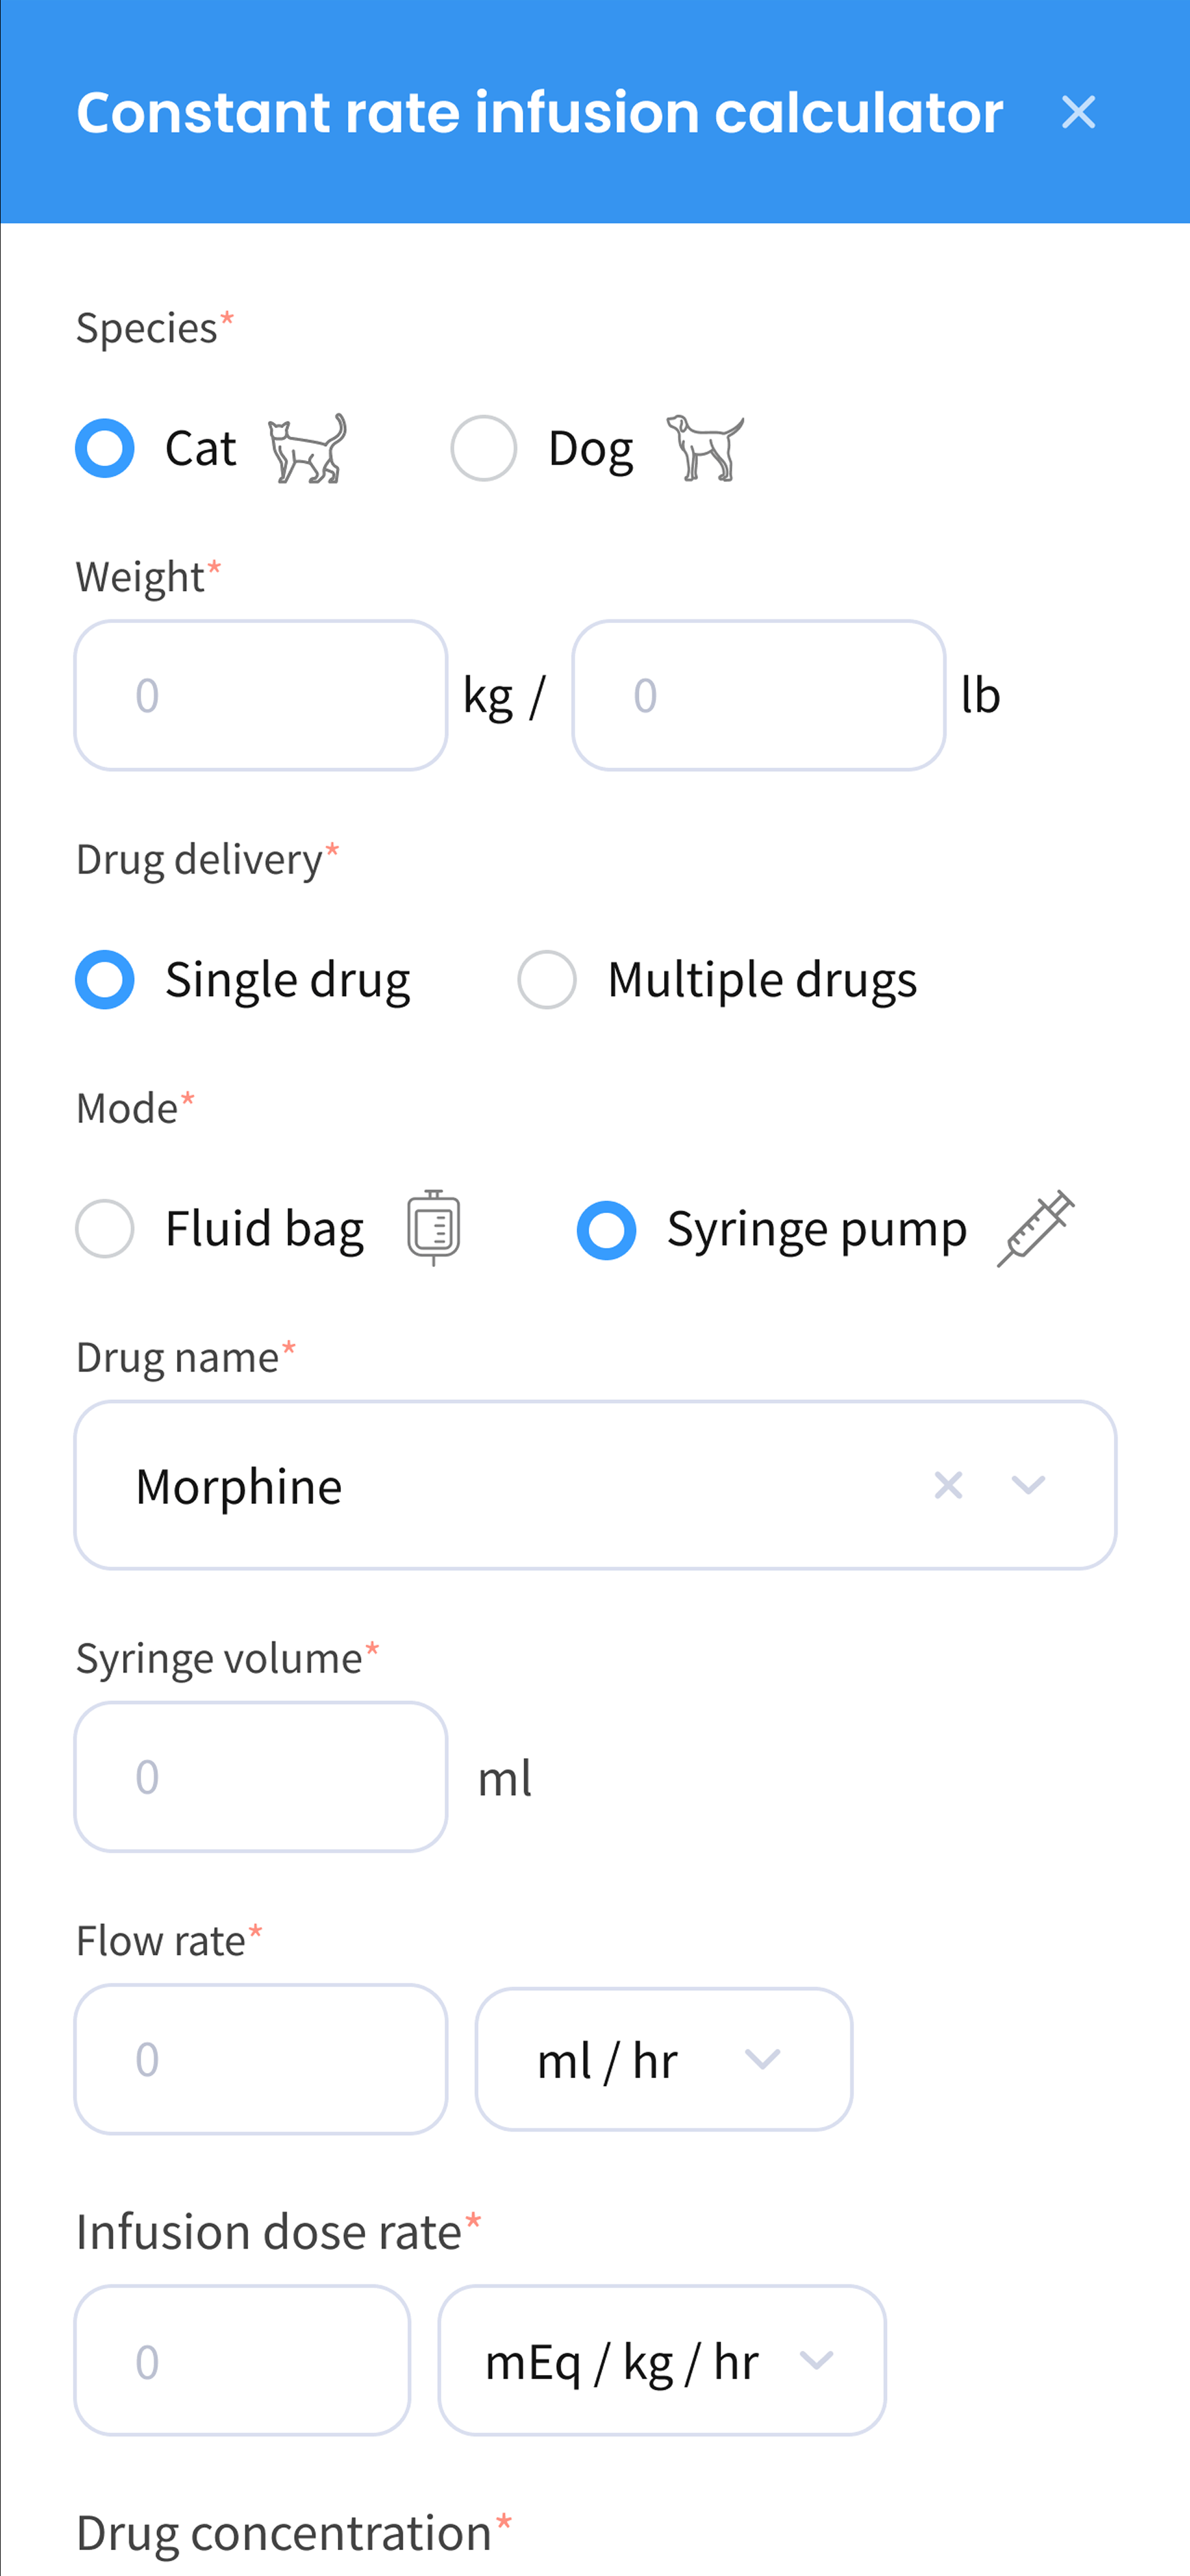 Constant rate infusion calculator
Species*
Cat Dog
Weight*
0 kg / 0 lb
Drug delivery*
Single drug Multiple drugs
Mode*
Fluid bag Syringe pump
Drug name*
Morphine
Syringe volume*
0 ml
Flow rate*
0 ml / hr
Infusion dose rate*
0 mEq / kg / hr
Drug concentration*